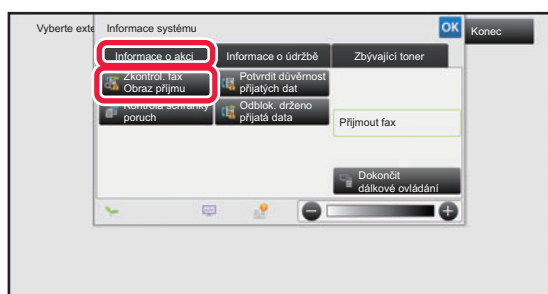 Vyberte exte
Informace systému
OK
Konec
Informace o akci
Informace o údržbě
Zbývající toner
Zkontrol. fax
Obraz příjmu
Potvrdit důvěrnost
přijatých dat
Kontrola schránky
poruch
Odblok. drženo
přijatá data
Přijmout fax
Dokončit
dálkové ovládání